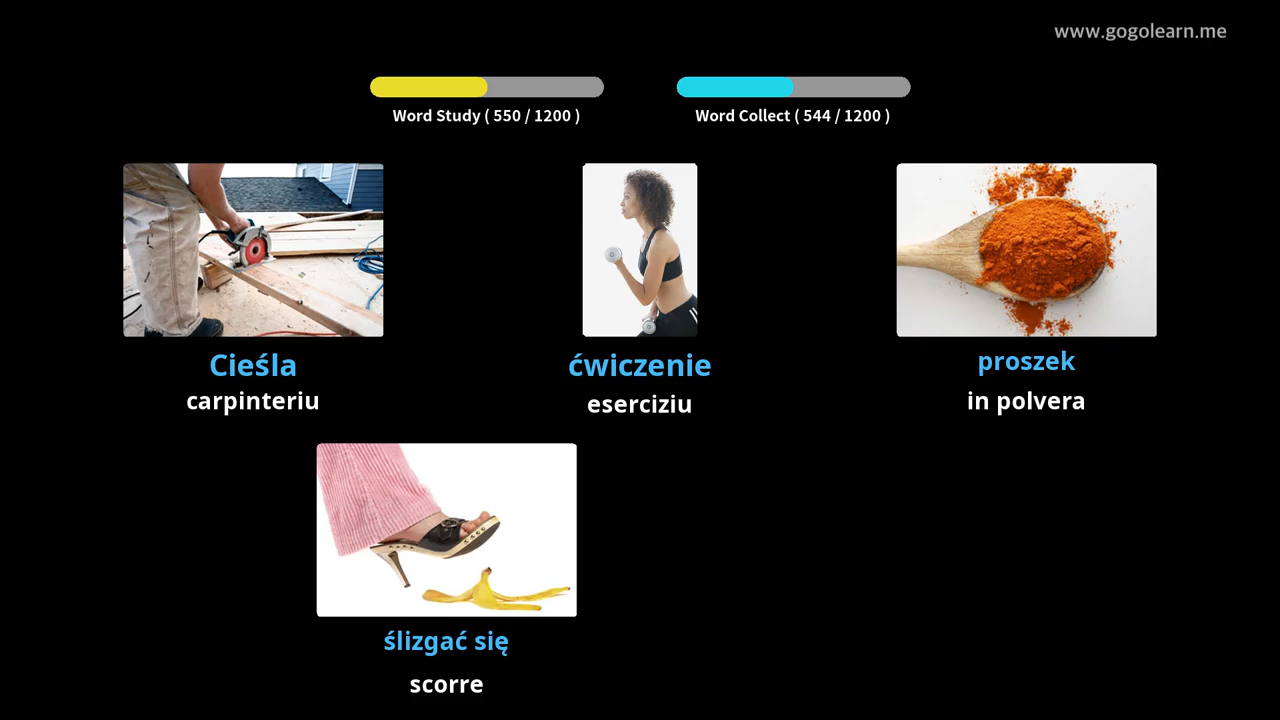 www.gogolearn.me
Word Study ( 550 / 1200 )
Word Collect ( 544 / 1200 )
Cieśla
carpinteriu
ćwiczenie
eserciziu
proszek
in polvera
ślizgać się
scorre